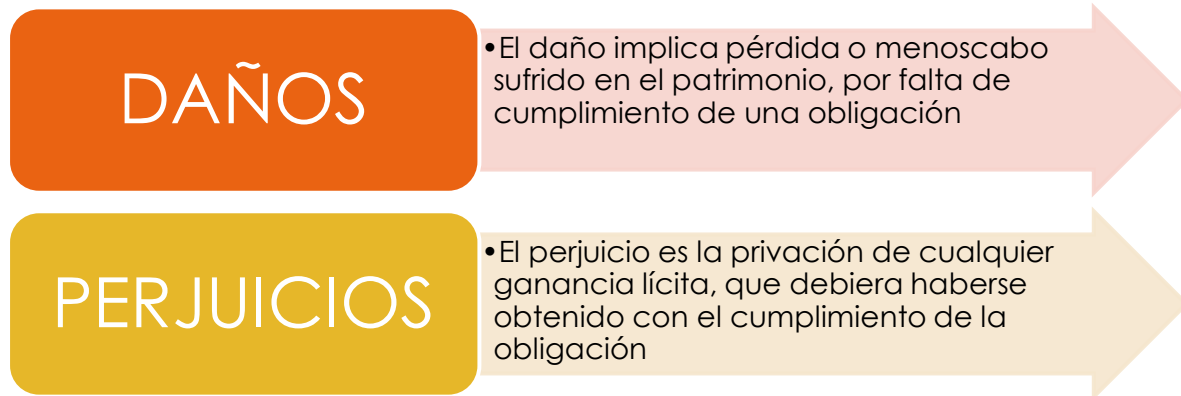 DAÑOS
•El daño implica pérdida o menoscabo
sufrido en el patrimonio, por falta de
cumplimiento de una obligación
PERJUICIOS
•El perjuicio es la privación de cualquier
ganancia lícita, que debiera haberse
obtenido con el cumplimiento de la
obligación